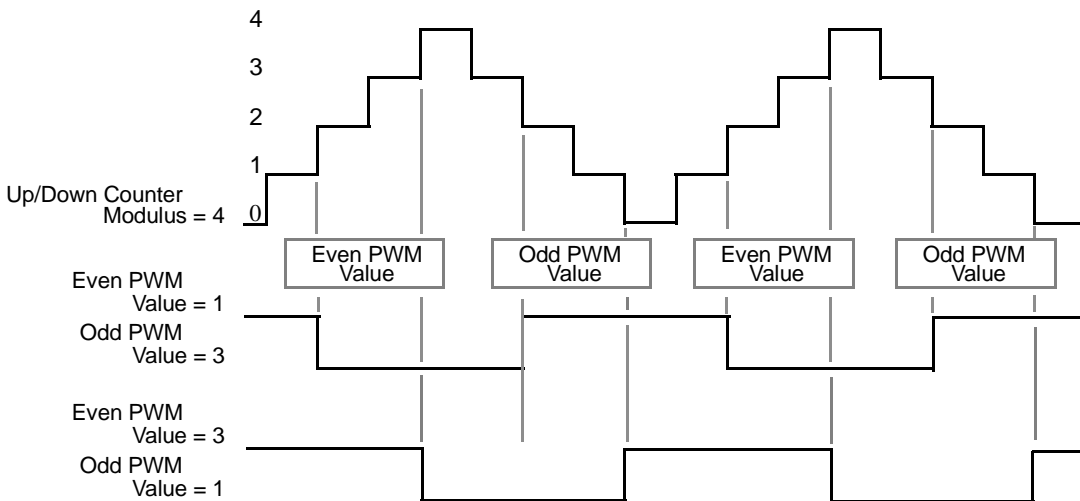 4
3
2
1
Up/Down Counter
Modulus = 4
0
Even PWM
Value
Odd PWM
Value
Even PWM
Value
Odd PWM
Value
Even PWM
Value = 1
Odd PWM
Value = 3
Even PWM
Value = 3
Odd PWM
Value = 1